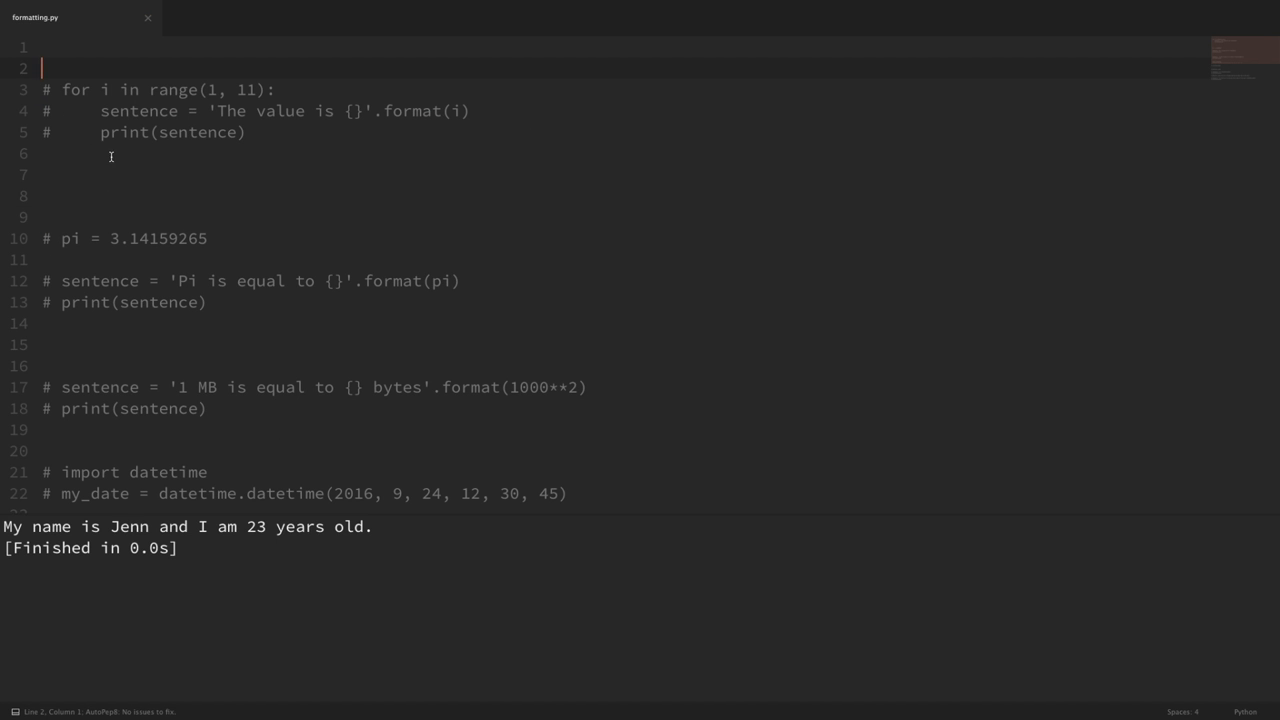 formatting.py
1
2
3 # for i in range(1, 11):
4 #     sentence = 'The value is {}'.format(i)
5 #     print(sentence)
6
7
8
9
10 # pi = 3.14159265
11
12 # sentence = 'Pi is equal to {}'.format(pi)
13 # print(sentence)
14
15
16
17 # sentence = '1 MB is equal to {} bytes'.format(1000**2)
18 # print(sentence)
19
20
21 # import datetime
22 # my_date = datetime.datetime(2016, 9, 24, 12, 30, 45)
My name is Jenn and I am 23 years old.
[Finished in 0.0s]
Line 2, Column 1; AutoPep8: No issues to fix. Spaces: 4 Python